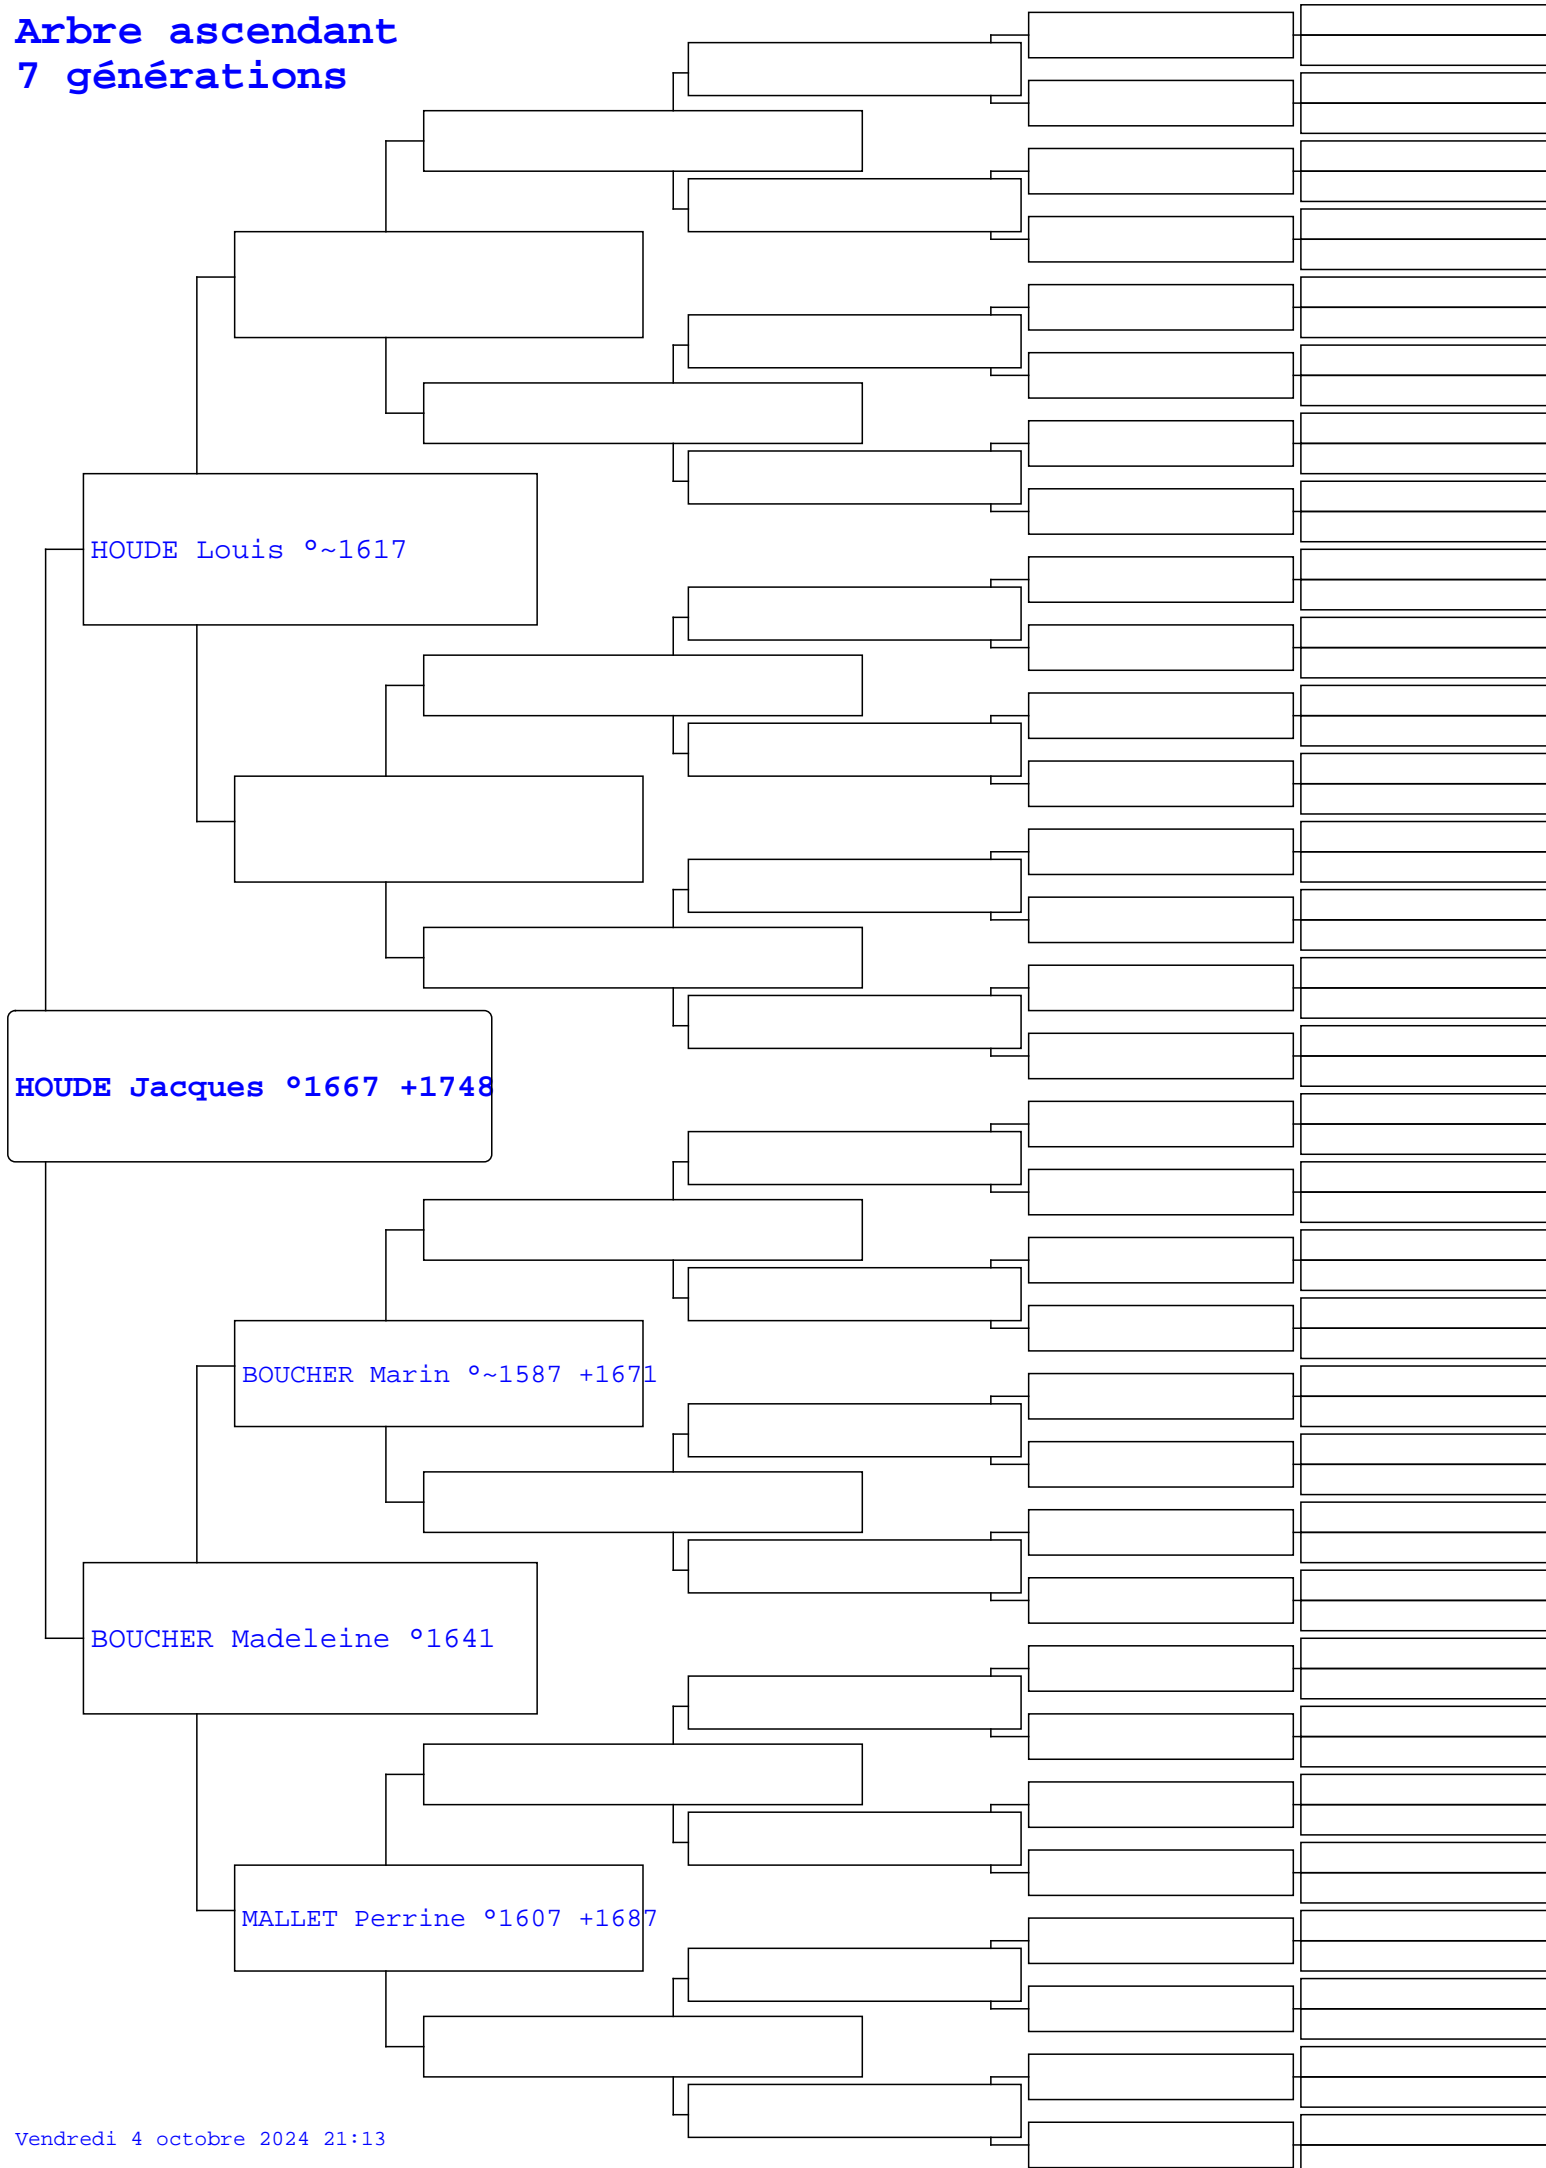 Arbre ascendant
7 générations
HOUDE Louis °~1617
HOUDE Jacques °1667 +1748
BOUCHER Marin °~1587 +1671
BOUCHER Madeleine °1641
MALLET Perrine °1607 +1687
Vendredi 4 octobre 2024 21:13